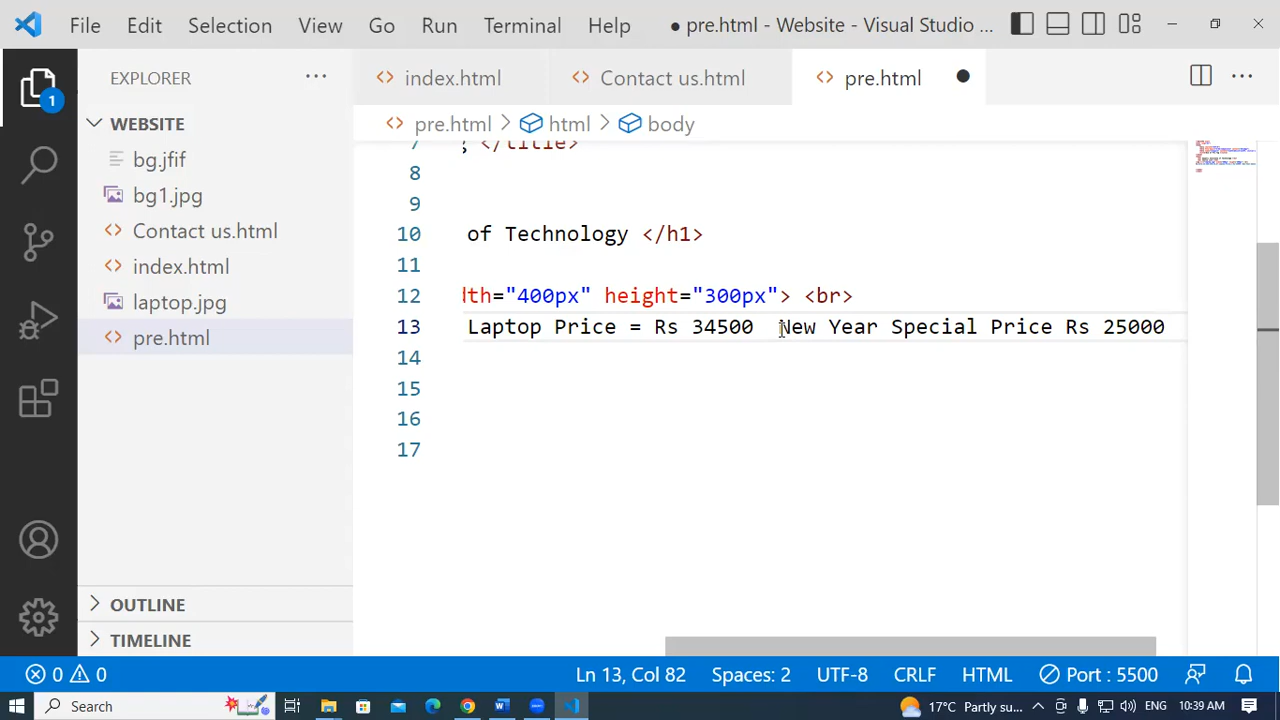 File Edit Selection View Go Run Terminal Help ● pre.html - Website - Visual Studio ...
EXPLORER
index.html Contact us.html pre.html
WEBSITE
pre.html > html > body
bg.jfif
bg1.jpg
Contact us.html
index.html
laptop.jpg
pre.html
7 ; </title>
8
9
10 of Technology </h1>
11
12 dth="400px" height="300px"> <br>
13 Laptop Price = Rs 34500  New Year Special Price Rs 25000
14
15
16
17
OUTLINE
TIMELINE
1
0 0 Ln 13, Col 82 Spaces: 2 UTF-8 CRLF HTML Port : 5500
Search 17°C Partly su... ENG 10:39 AM